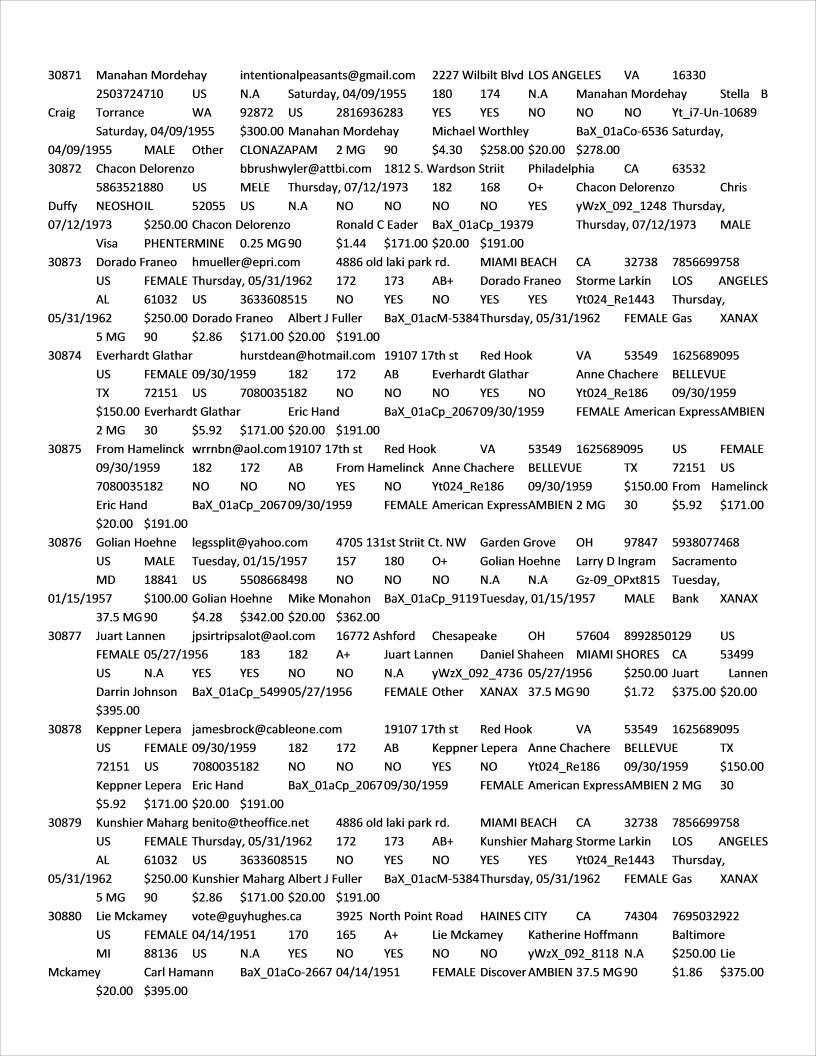 30871 Manahan Mordehay intentionalpeasants@gmail.com 2227 Wilbilt Blvd LOS ANGELES VA 16330
2503724710 US N.A Saturday, 04/09/1955 180 174 N.A Manahan Mordehay Stella B
Craig Torrance WA 92872 US 2816936283 YES YES NO NO NO Yt_i7-Un-10689
Saturday, 04/09/1955 $300.00 Manahan Mordehay Michael Worthley BaX_01aCo-6536 Saturday,
04/09/1955 MALE Other CLONAZAPAM 2 MG 90 $4.30 $258.00 $20.00 $278.00
30872 Chacon Delorenzo bbrushwyler@attbi.com 1812 S. Wardson Striit Philadelphia CA 63532
5863521880 US MELE Thursday, 07/12/1973 182 168 O+ Chacon Delorenzo Chris
Duffy NEOSHOIL 52055 US N.A NO NO NO NO YES yWzX_092_1248 Thursday,
07/12/1973 $250.00 Chacon Delorenzo Ronald C Eader BaX_01aCp_19379 Thursday, 07/12/1973 MALE
Visa PHENTERMINE 0.25 MG 90 $1.44 $171.00 $20.00 $191.00
30873 Dorado Franeo hmueller@epri.com 4886 old laki park rd. MIAMI BEACH CA 32738 7856699758
US FEMALE Thursday, 05/31/1962 172 173 AB+ Dorado Franeo Storme Larkin LOS ANGELES
AL 61032 US 3633608515 NO YES NO YES YES Yt024_Re1443 Thursday,
05/31/1962 $250.00 Dorado Franeo Albert J Fuller BaX_01acM-5384 Thursday, 05/31/1962 FEMALE Gas XANAX
5 MG 90 $2.86 $171.00 $20.00 $191.00
30874 Everhardt Glathar hurstdean@hotmail.com 19107 17th st Red Hook VA 53549 1625689095
US FEMALE 09/30/1959 182 172 AB Everhardt Glathar Anne Chachere BELLEVUE
TX 72151 US 7080035182 NO NO NO YES NO Yt024_Re186 09/30/1959
$150.00 Everhardt Glathar Eric Hand BaX_01aCp_2067 09/30/1959 FEMALE American Express AMBIEN
2 MG 30 $5.92 $171.00 $20.00 $191.00
30875 From Hamelinck wrrnbn@aol.com 19107 17th st Red Hook VA 53549 1625689095 US FEMALE
09/30/1959 182 172 AB From Hamelinck Anne Chachere BELLEVUE TX 72151 US
7080035182 NO NO NO YES NO Yt024_Re186 09/30/1959 $150.00 From Hamelinck
Eric Hand BaX_01aCp_2067 09/30/1959 FEMALE American Express AMBIEN 2 MG 30 $5.92 $171.00
$20.00 $191.00
30876 Golian Hoehne legssplit@yahoo.com 4705 131st Striit Ct. NW Garden Grove OH 97847 5938077468
US MALE Tuesday, 01/15/1957 157 180 O+ Golian Hoehne Larry D Ingram Sacramento
MD 18841 US 5508668498 NO NO NO N.A N.A Gz-09_OPxt815 Tuesday,
01/15/1957 $100.00 Golian Hoehne Mike Monahon BaX_01aCp_9119 Tuesday, 01/15/1957 MALE Bank XANAX
37.5 MG 90 $4.28 $342.00 $20.00 $362.00
30877 Juart Lannen jpsirtripsalot@aol.com 16772 Ashford Chesapeake OH 57604 8992850129 US
FEMALE 05/27/1956 183 182 A+ Juart Lannen Daniel Shaheen MIAMI SHORES CA 53499
US N.A YES YES NO NO N.A yWzX_092_4736 05/27/1956 $250.00 Juart Lannen
Darrin Johnson BaX_01aCp_5499 05/27/1956 FEMALE Other XANAX 37.5 MG 90 $1.72 $375.00 $20.00
$395.00
30878 Keppner Lepera jamesbrock@cableone.com 19107 17th st Red Hook VA 53549 1625689095
US FEMALE 09/30/1959 182 172 AB Keppner Lepera Anne Chachere BELLEVUE TX
72151 US 7080035182 NO NO NO YES NO Yt024_Re186 09/30/1959 $150.00
Keppner Lepera Eric Hand BaX_01aCp_2067 09/30/1959 FEMALE American Express AMBIEN 2 MG 30
$5.92 $171.00 $20.00 $191.00
30879 Kunshier Maharg benito@theoffice.net 4886 old laki park rd. MIAMI BEACH CA 32738 7856699758
US FEMALE Thursday, 05/31/1962 172 173 AB+ Kunshier Maharg Storme Larkin LOS ANGELES
AL 61032 US 3633608515 NO YES NO YES YES Yt024_Re1443 Thursday,
05/31/1962 $250.00 Kunshier Maharg Albert J Fuller BaX_01acM-5384 Thursday, 05/31/1962 FEMALE Gas XANAX
5 MG 90 $2.86 $171.00 $20.00 $191.00
30880 Lie Mckamey vote@guyhughes.ca 3925 North Point Road HAINES CITY CA 74304 7695032922
US FEMALE 04/14/1951 170 165 A+ Lie Mckamey Katherine Hoffmann Baltimore
MI 88136 US N.A YES NO YES NO NO yWzX_092_8118 N.A $250.00 Lie
Mckamey Carl Hamann BaX_01aCo-2667 04/14/1951 FEMALE Discover AMBIEN 37.5 MG 90 $1.86 $375.00
$20.00 $395.00